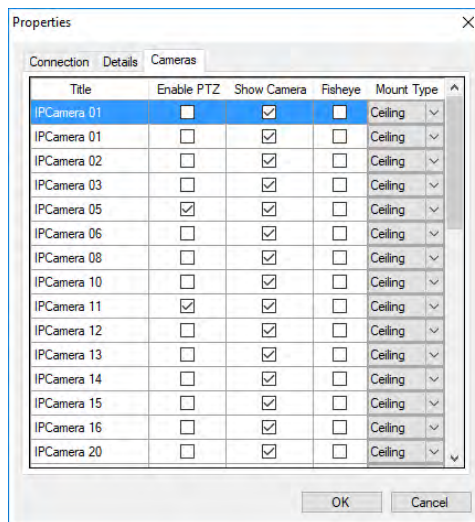 Properties
Connection Details Cameras
Title Enable PTZ Show Camera Fisheye Mount Type
IPCamera 01 Ceiling
IPCamera 01 Ceiling
IPCamera 02 Ceiling
IPCamera 03 Ceiling
IPCamera 05 Ceiling
IPCamera 06 Ceiling
IPCamera 08 Ceiling
IPCamera 10 Ceiling
IPCamera 11 Ceiling
IPCamera 12 Ceiling
IPCamera 13 Ceiling
IPCamera 14 Ceiling
IPCamera 15 Ceiling
IPCamera 16 Ceiling
IPCamera 20 Ceiling
OK Cancel